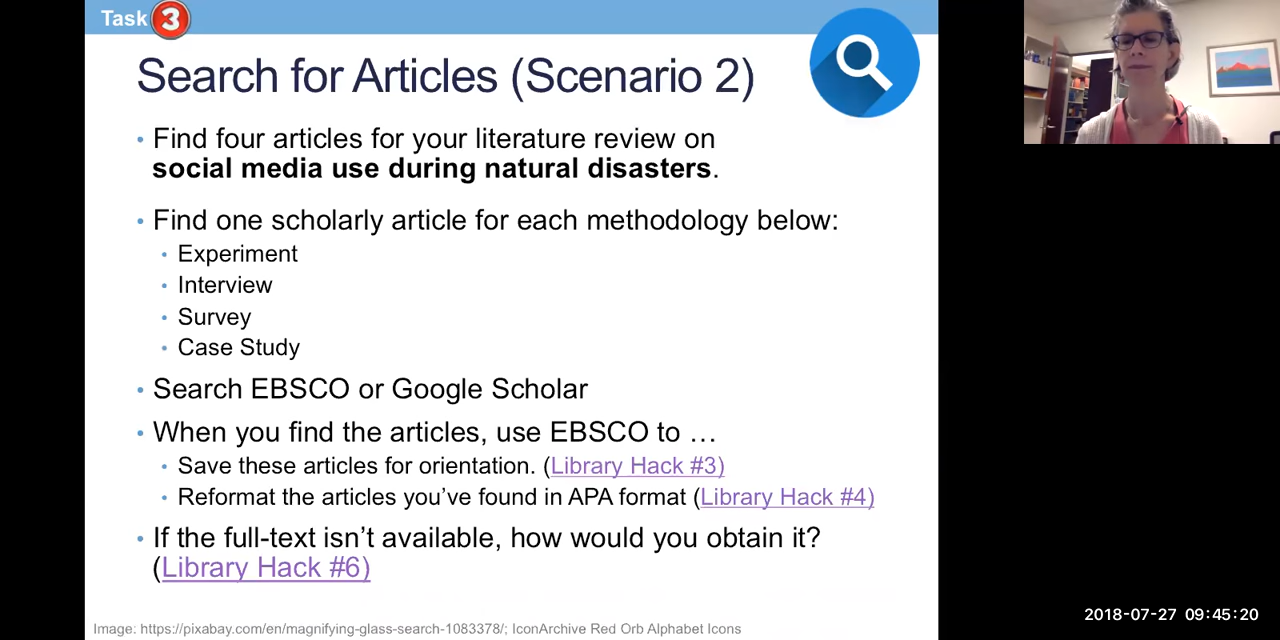 Task 3
Search for Articles (Scenario 2)
• Find four articles for your literature review on
social media use during natural disasters.
• Find one scholarly article for each methodology below:
• Experiment
• Interview
• Survey
• Case Study
• Search EBSCO or Google Scholar
• When you find the articles, use EBSCO to …
• Save these articles for orientation. (Library Hack #3)
• Reformat the articles you’ve found in APA format (Library Hack #4)
• If the full-text isn’t available, how would you obtain it?
(Library Hack #6)
Image: https://pixabay.com/en/magnifying-glass-search-1083378/; IconArchive Red Orb Alphabet Icons
2018-07-27 09:45:20